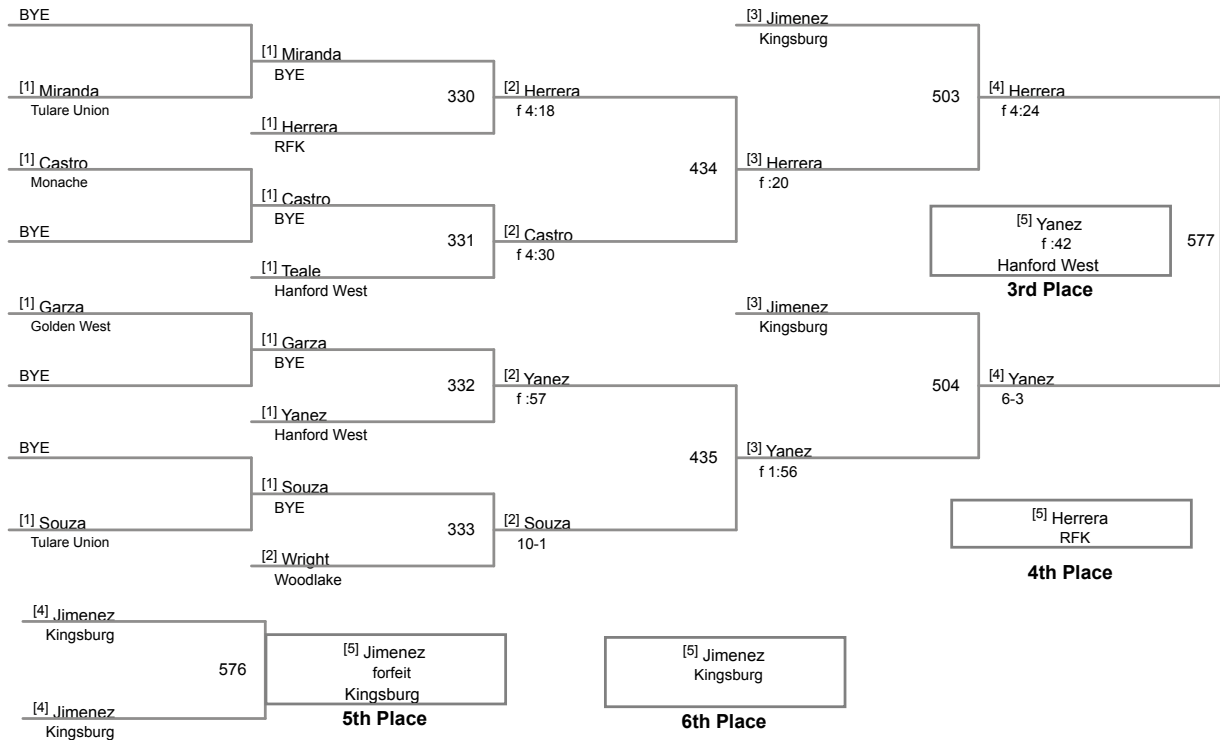 BYE
[1] Miranda
Tulare Union
[1] Castro
Monache
BYE
[1] Garza
Golden West
BYE
BYE
[1] Souza
Tulare Union
[1] Miranda
BYE
330
[1] Herrera
RFK
[1] Castro
BYE
331
[1] Teale
Hanford West
[1] Garza
BYE
332
[1] Yanez
Hanford West
[1] Souza
BYE
333
[2] Wright
Woodlake
[2] Herrera
f 4:18
434
[2] Castro
f 4:30
[2] Yanez
f :57
435
[2] Souza
10-1
[3] Jimenez
Kingsburg
503
[3] Herrera
f :20
[3] Jimenez
Kingsburg
504
[3] Yanez
f 1:56
[4] Herrera
f 4:24
577
[4] Yanez
6-3
[5] Yanez
f :42
Hanford West
3rd Place
[5] Herrera
RFK
4th Place
[4] Jimenez
Kingsburg
576
[4] Jimenez
Kingsburg
[5] Jimenez
forfeit
Kingsburg
5th Place
[5] Jimenez
Kingsburg
6th Place